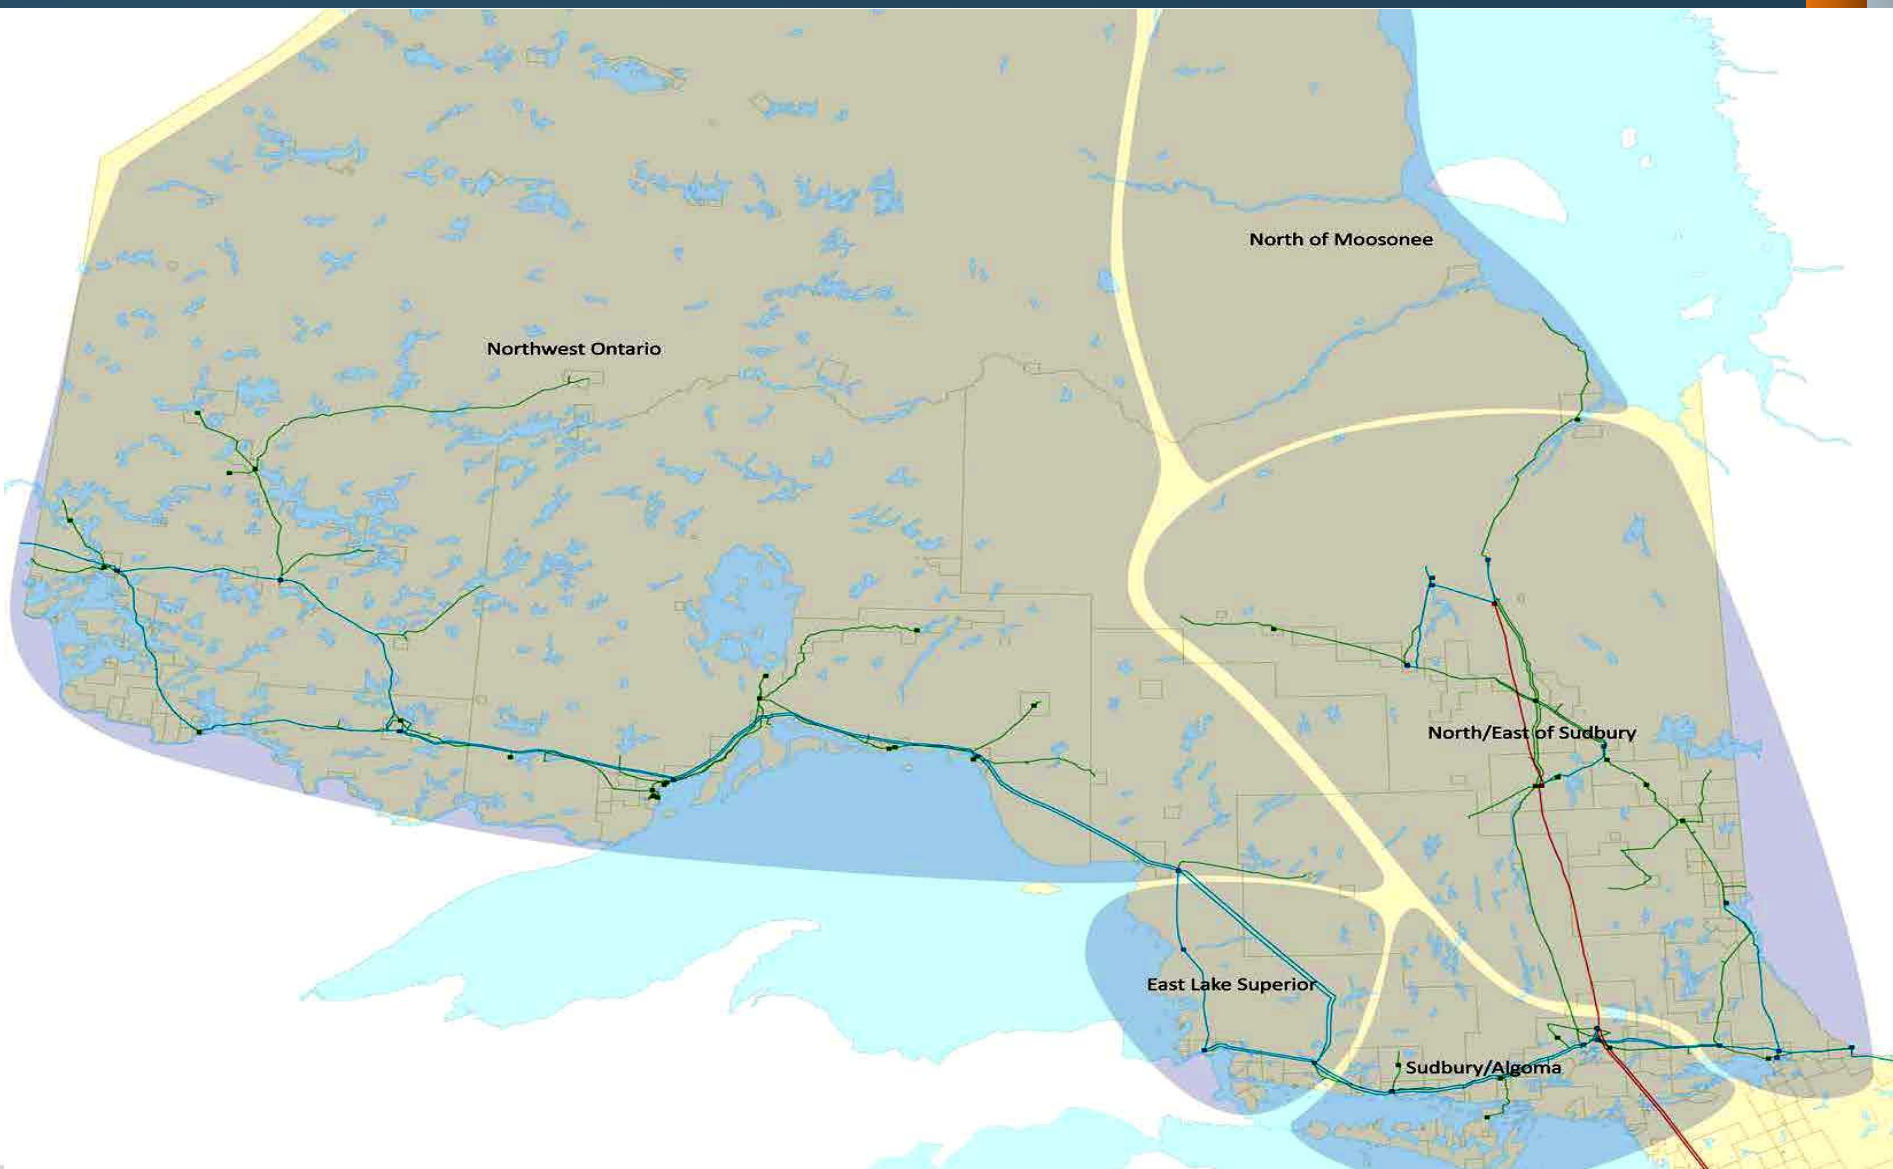 North of Moosonee
Northwest Ontario
North/East of Sudbury
East Lake Superior
Sudbury/Algoma